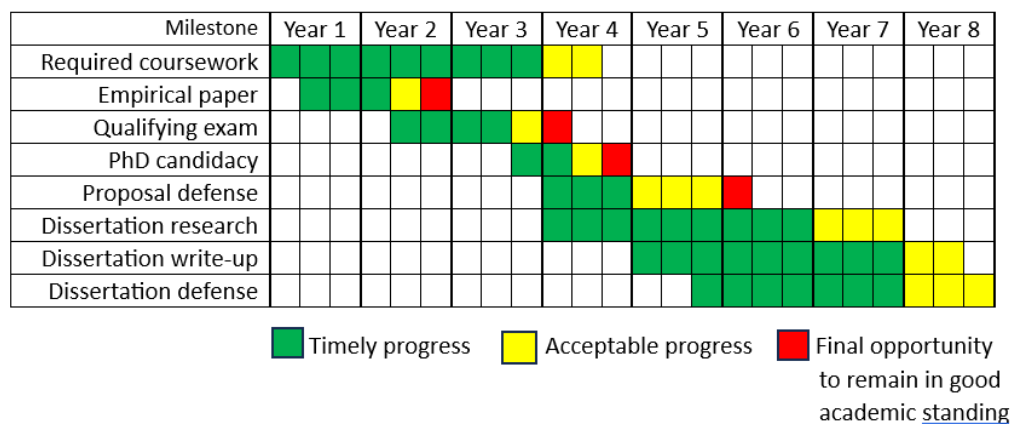 Milestone Year 1 Year 2 Year 3 Year 4 Year 5 Year 6 Year 7 Year 8
Required coursework
Empirical paper
Qualifying exam
PhD candidacy
Proposal defense
Dissertation research
Dissertation write-up
Dissertation defense
Timely progress Acceptable progress Final opportunity
to remain in good
academic standing